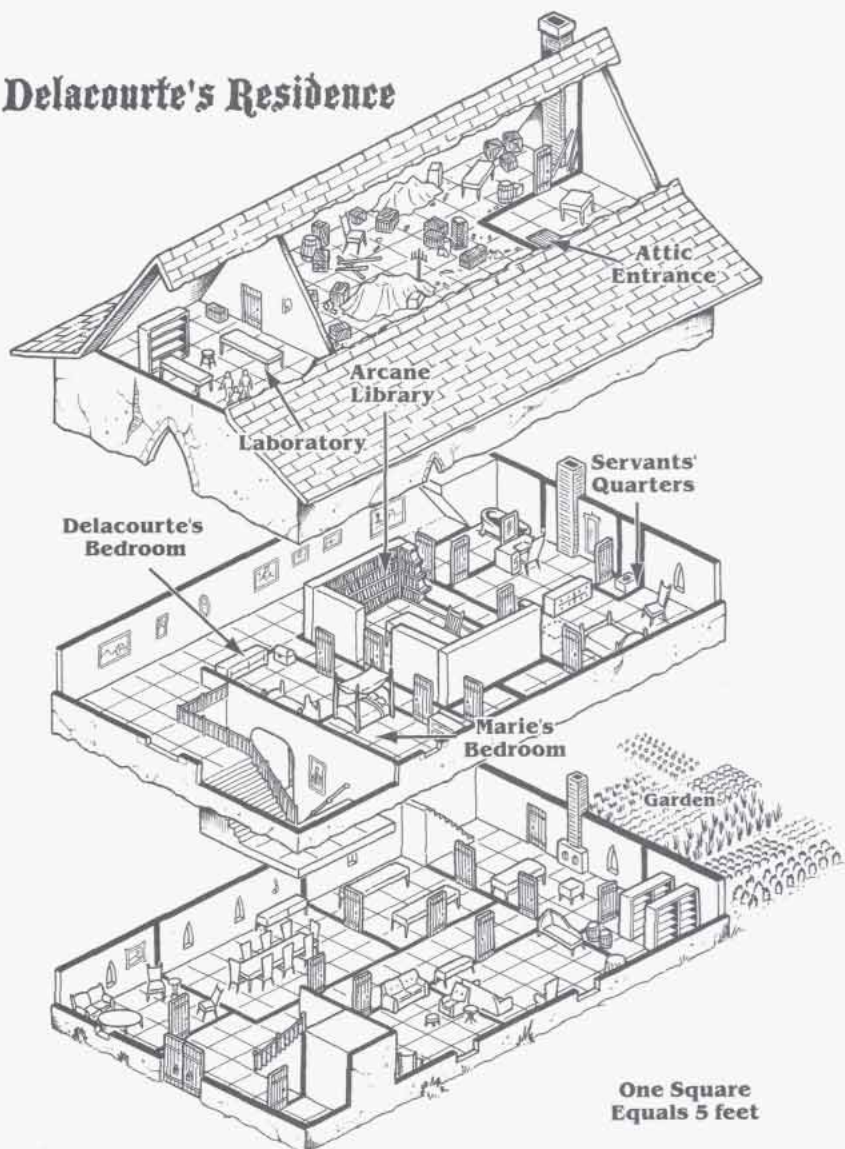 Delacourte's Residence
Attic
Entrance
Arcane
Library
Laboratory
Servants'
Quarters
Delacourte's
Bedroom
Marie's
Bedroom
Garden
One Square
Equals 5 feet